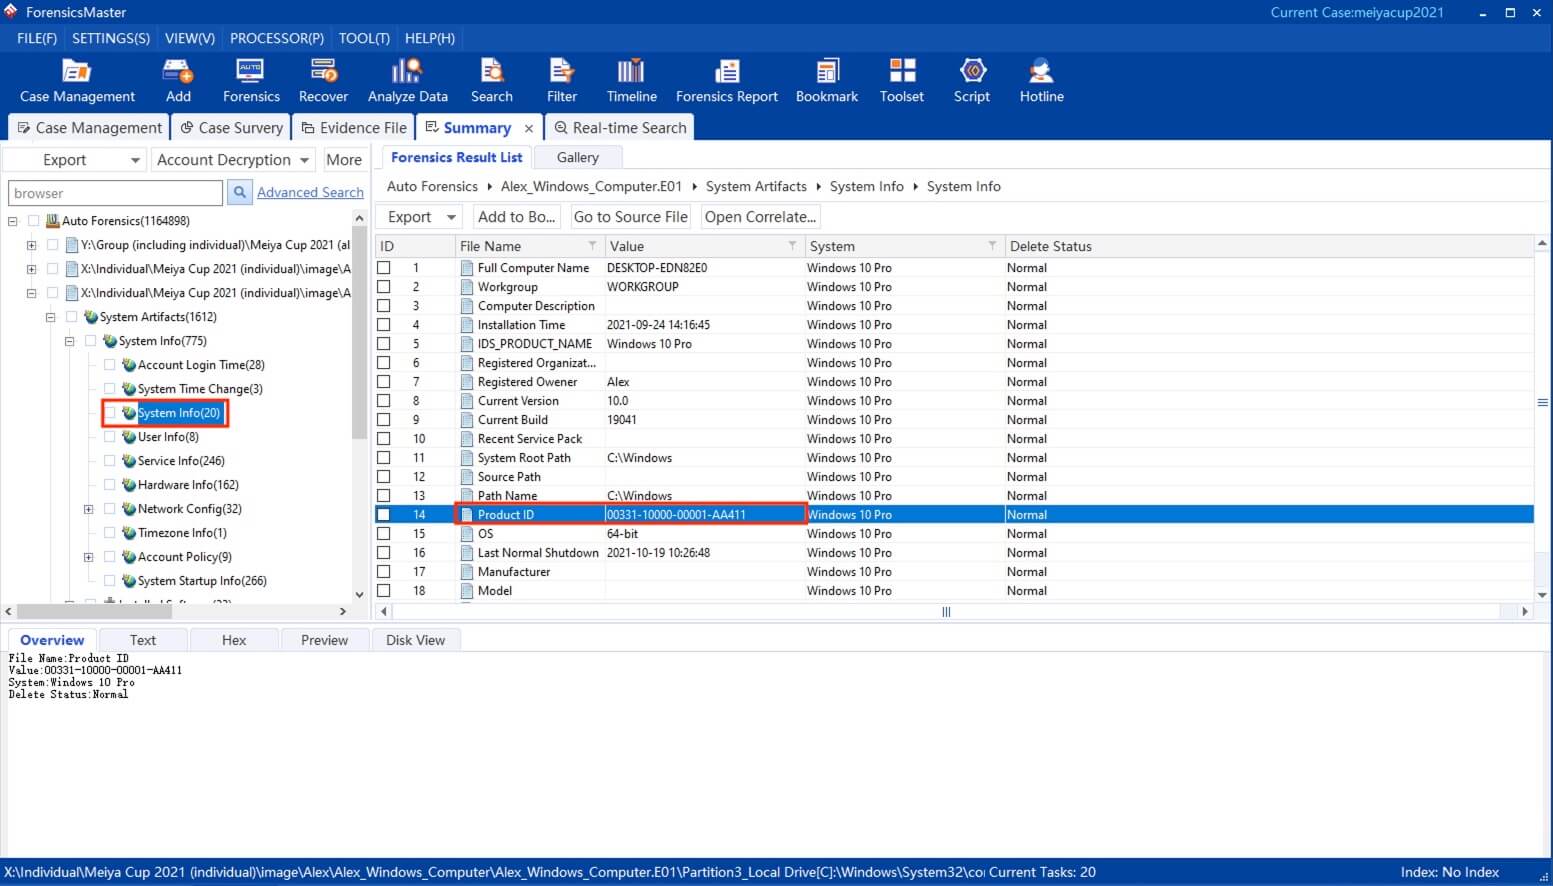 ForensicsMaster Current Case:meiyacup2021
FILE(F) SETTINGS(S) VIEW(V) PROCESSOR(P) TOOL(T) HELP(H)
Case Management Add Forensics Recover Analyze Data Search Filter Timeline Forensics Report Bookmark Toolset Script Hotline
Case Management Case Survery Evidence File Summary × Real-time Search
Export Account Decryption More
browser Advanced Search
Auto Forensics(1164898)
Y:\Group (including individual)\Meiya Cup 2021 (al
X:\Individual\Meiya Cup 2021 (individual)\image\A
X:\Individual\Meiya Cup 2021 (individual)\image\A
System Artifacts(1612)
System Info(775)
Account Login Time(28)
System Time Change(3)
System Info(20)
User Info(8)
Service Info(246)
Hardware Info(162)
Network Config(32)
Timezone Info(1)
Account Policy(9)
System Startup Info(266)
Forensics Result List Gallery
Auto Forensics Alex_Windows_Computer.E01 System Artifacts System Info System Info
Export Add to Bo... Go to Source File Open Correlate...
ID File Name Value System Delete Status
1 Full Computer Name DESKTOP-EDN82E0 Windows 10 Pro Normal
2 Workgroup WORKGROUP Windows 10 Pro Normal
3 Computer Description Windows 10 Pro Normal
4 Installation Time 2021-09-24 14:16:45 Windows 10 Pro Normal
5 IDS_PRODUCT_NAME Windows 10 Pro Windows 10 Pro Normal
6 Registered Organizat... Windows 10 Pro Normal
7 Registered Owener Alex Windows 10 Pro Normal
8 Current Version 10.0 Windows 10 Pro Normal
9 Current Build 19041 Windows 10 Pro Normal
10 Recent Service Pack Windows 10 Pro Normal
11 System Root Path C:\Windows Windows 10 Pro Normal
12 Source Path Windows 10 Pro Normal
13 Path Name C:\Windows Windows 10 Pro Normal
14 Product ID 00331-10000-00001-AA411 Windows 10 Pro Normal
15 OS 64-bit Windows 10 Pro Normal
16 Last Normal Shutdown 2021-10-19 10:26:48 Windows 10 Pro Normal
17 Manufacturer Windows 10 Pro Normal
18 Model Windows 10 Pro Normal
Overview Text Hex Preview Disk View
File Name:Product ID
Value:00331-10000-00001-AA411
System:Windows 10 Pro
Delete Status:Normal
X:\Individual\Meiya Cup 2021 (individual)\image\Alex\Alex_Windows_Computer\Alex_Windows_Computer.E01\Partition3_Local Drive[C]:\Windows\System32\co Current Tasks: 20 Index: No Index